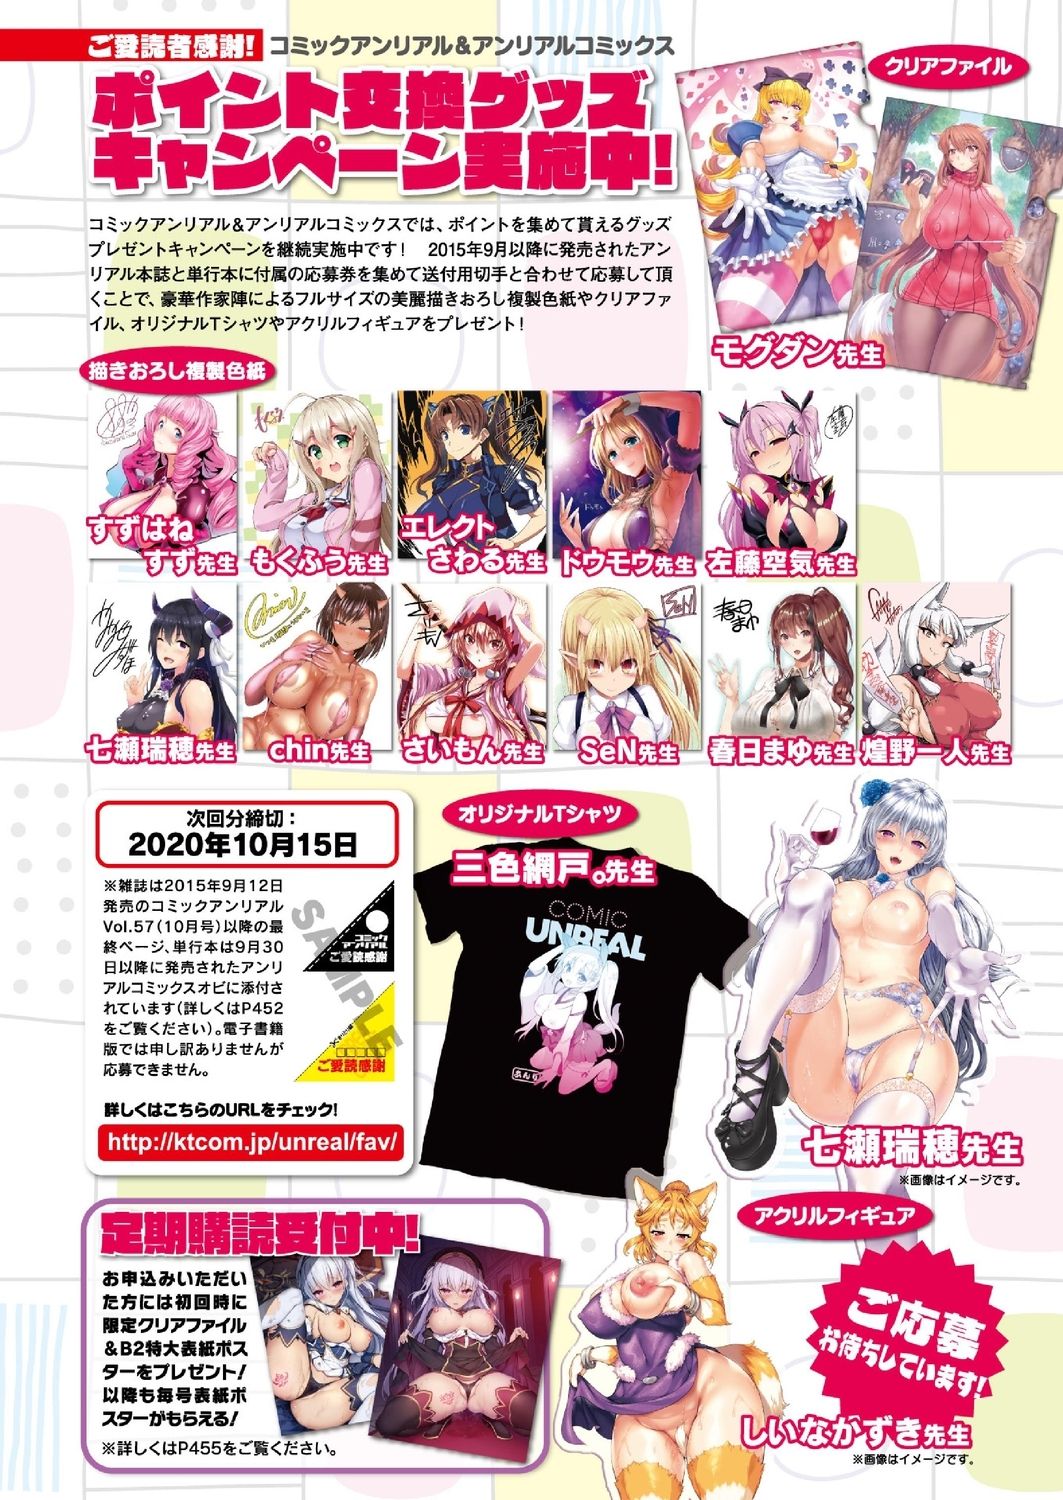 ご愛読者感謝!
コミックアンリアル&アンリアルコミックス
ポイント交換グッズ
キャンペーン実施中!
クリアファイル
コミックアンリアル&アンリアルコミックスでは、ポイントを集めて貰えるグッズ
プレゼントキャンペーンを継続実施中です! 2015年9月以降に発売されたアン
リアル本誌と単行本に付属の応募券を集めて送付用切手と合わせて応募して頂
くことで、豪華作家陣によるフルサイズの美麗描きおろし複製色紙やクリアファ
イル、オリジナルTシャツやアクリルフィギュアをプレゼント!
モグダン先生
描きおろし複製色紙
すずはね
すず先生
もくふう先生
エレクト
さわる先生
ドウモウ先生
左藤空気先生
七瀬瑞穂先生
chin先生
さいもん先生
SeN
SeN先生
春日まゆ
春日まゆ先生
煌野一人先生
次回分締切:
2020年10月15日
※雑誌は2015年9月12日
発売のコミックアンリアル
Vol.57(10月号)以降の最
終ページ、単行本は9月30
日以降に発売されたアンリ
アルコミックスオビに添付さ
れています(詳しくはP452
をご覧ください)。電子書籍
版では申し訳ありませんが
応募できません。
コミック
アンリアル
ご愛読感謝
SAMPLE
ご愛読感謝
詳しくはこちらのURLをチェック!
http://ktcom.jp/unreal/fav/
オリジナルTシャツ
三色網戸。先生
COMIC
UNREAL
七瀬瑞穂先生
※画像はイメージです。
アクリルフィギュア
定期購読受付中!
お申込みいただい
た方には初回時に
限定クリアファイル
&B2特大表紙ポス
ターをプレゼント!
以降も毎号表紙ポ
スターがもらえる!
※詳しくはP455をご覧ください。
ご応募
お待ちしています!
しいなかずき先生
※画像はイメージです。